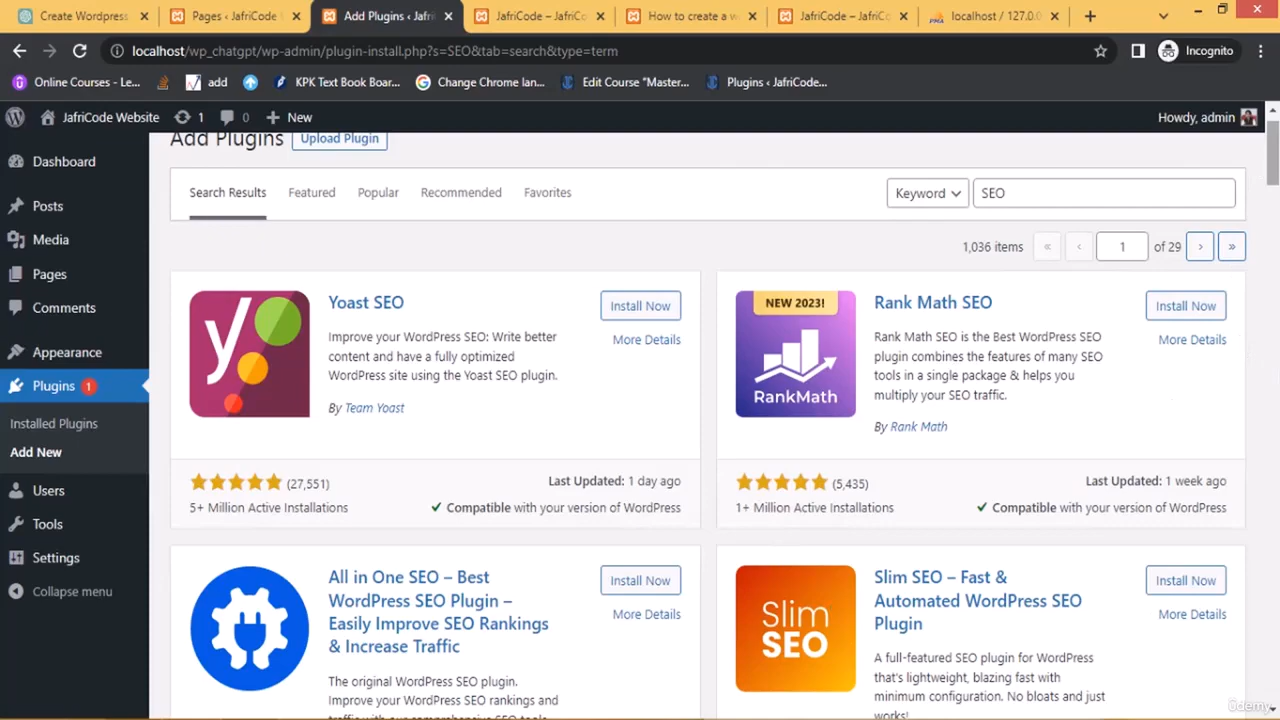 Create Wordpress
Pages ‹ JafriCode
Add Plugins ‹ Jafri
JafriCode – JafriC
How to create a w
JafriCode – JafriC
PMA
localhost / 127.0.
localhost/wp_chatgpt/wp-admin/plugin-install.php?s=SEO&tab=search&type=term
Incognito
Online Courses - Le...
add
KPK Text Book Boar...
Change Chrome lan...
Edit Course "Master...
Plugins ‹ JafriCode...
JafriCode Website
1
0
New
Howdy, admin
Dashboard
Posts
Media
Pages
Comments
Appearance
Plugins 1
Installed Plugins
Add New
Users
Tools
Settings
Collapse menu
Add Plugins
Upload Plugin
Search Results
Featured
Popular
Recommended
Favorites
Keyword
SEO
1,036 items
«
‹
1
of 29
›
»
Yoast SEO
Install Now
More Details
Improve your WordPress SEO: Write better
content and have a fully optimized
WordPress site using the Yoast SEO plugin.
By Team Yoast
(27,551)
Last Updated: 1 day ago
5+ Million Active Installations
Compatible with your version of WordPress
NEW 2023!
RankMath
Rank Math SEO
Install Now
More Details
Rank Math SEO is the Best WordPress SEO
plugin combines the features of many SEO
tools in a single package & helps you
multiply your SEO traffic.
By Rank Math
(5,435)
Last Updated: 1 week ago
1+ Million Active Installations
Compatible with your version of WordPress
All in One SEO – Best
WordPress SEO Plugin –
Easily Improve SEO Rankings
& Increase Traffic
Install Now
More Details
The original WordPress SEO plugin.
Improve your WordPress SEO rankings and
traffic with our comprehensive SEO tools
Slim
SEO
Slim SEO – Fast &
Automated WordPress SEO
Plugin
Install Now
More Details
A full-featured SEO plugin for WordPress
that's lightweight, blazing fast with
minimum configuration. No bloats and just
works!
ûdemy